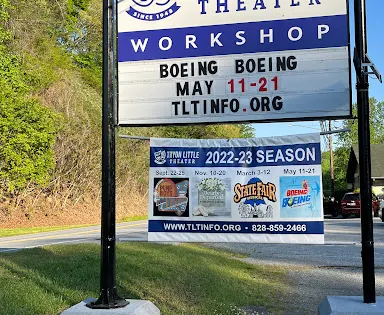 THEATER
SINCE 1948
WORKSHOP
BOEING BOEING
MAY 11-21
TLTINFO.ORG
TRYON LITTLE THEATER
2022-23 SEASON
Sept. 22-25 Nov. 10-20 March 3-12 May 11-21
STATE FAIR
BOEING BOEING
WWW.TLTINFO.ORG • 828-859-2466